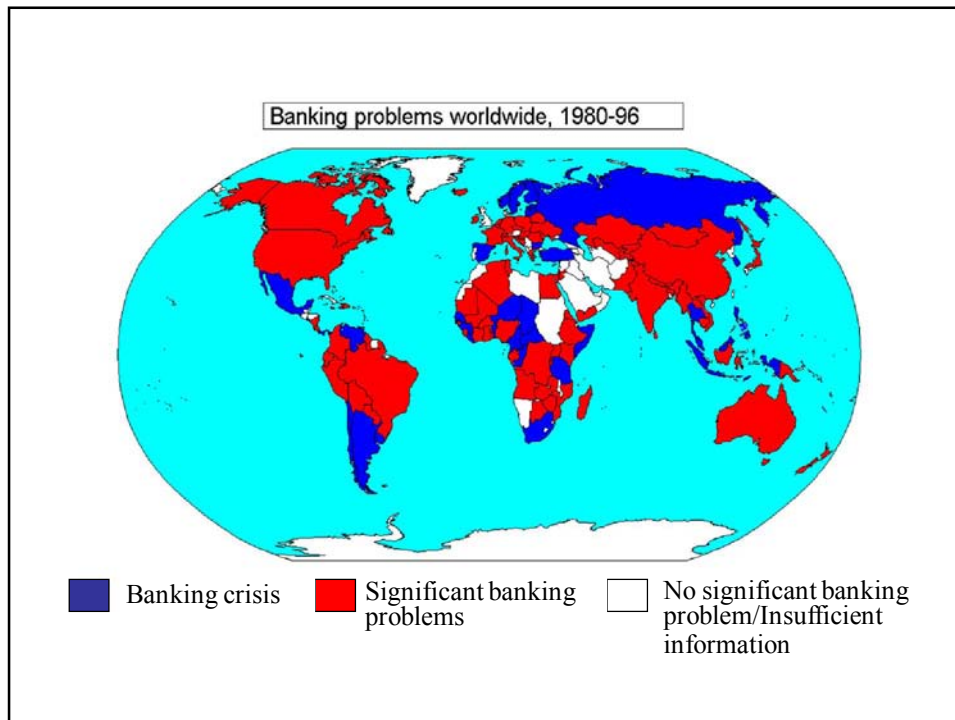 Banking problems worldwide, 1980-96
Banking crisis
Significant banking
problems
No significant banking
problem/Insufficient
information